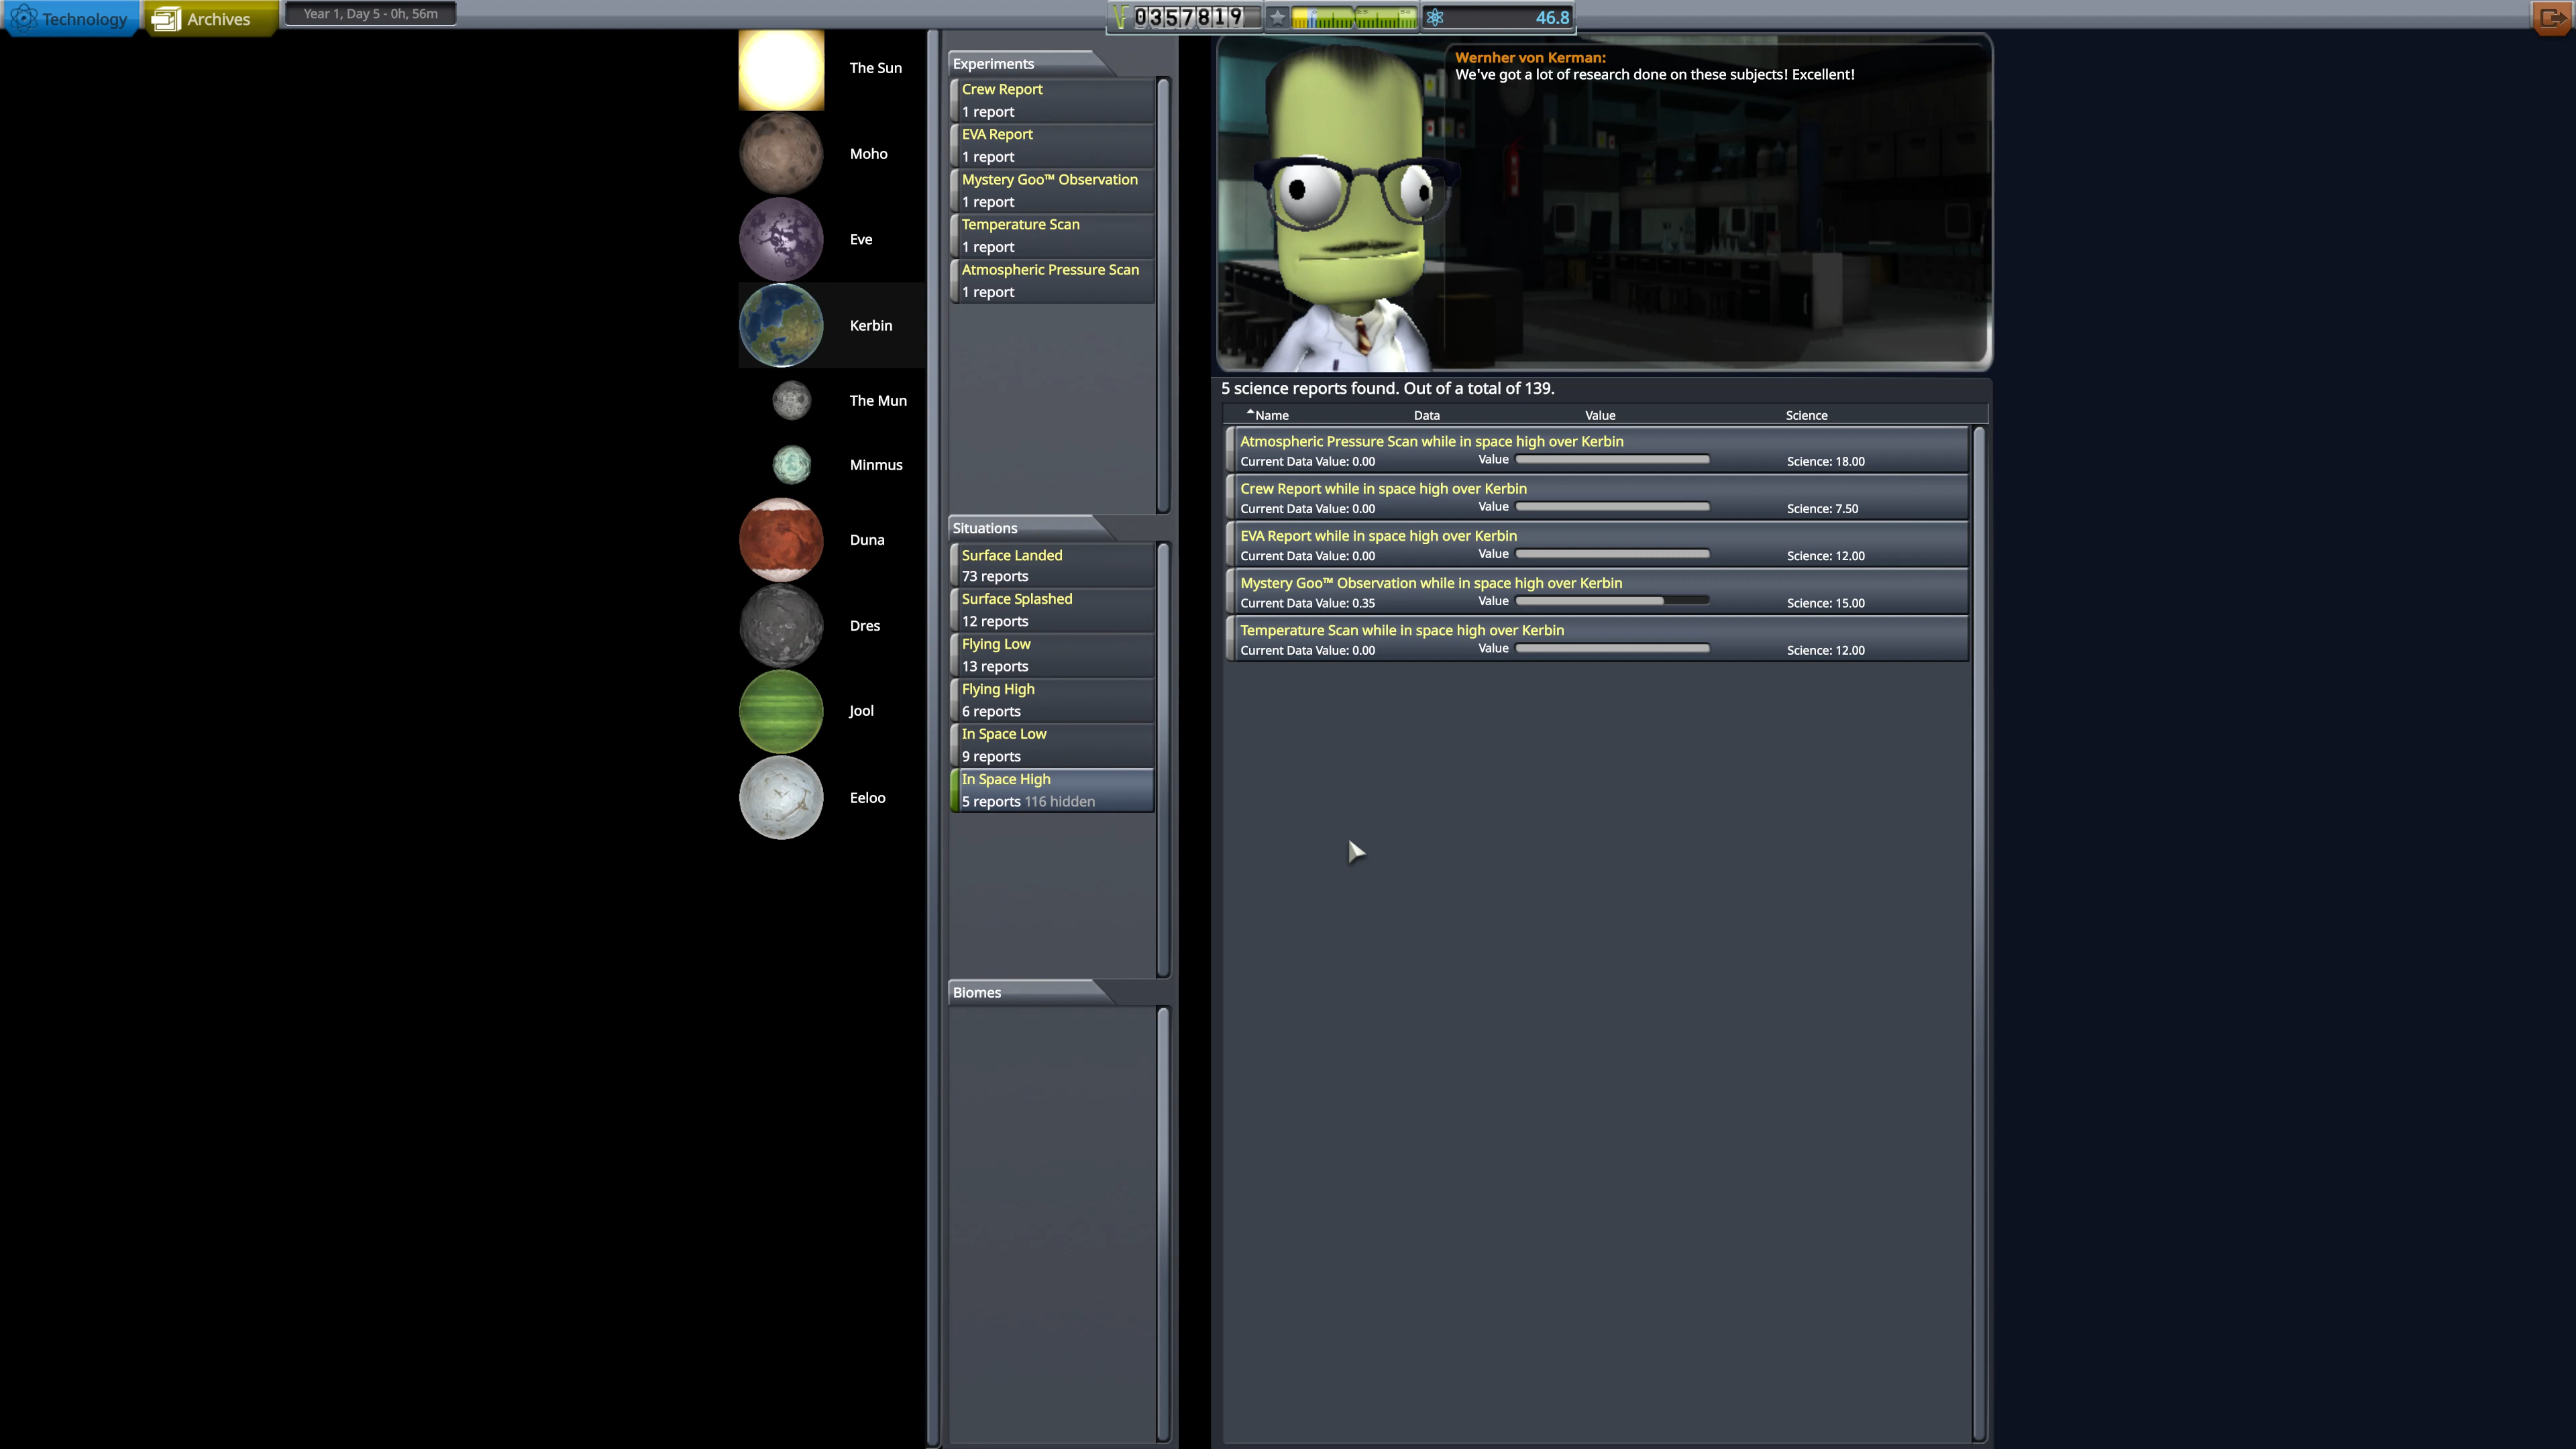 Technology
Archives
Year 1, Day 5 - 0h, 56m
0357819
46.8
The Sun
Moho
Eve
Kerbin
The Mun
Minmus
Duna
Dres
Jool
Eeloo
Experiments
Crew Report
1 report
EVA Report
1 report
Mystery Goo™ Observation
1 report
Temperature Scan
1 report
Atmospheric Pressure Scan
1 report
Situations
Surface Landed
73 reports
Surface Splashed
12 reports
Flying Low
13 reports
Flying High
6 reports
In Space Low
9 reports
In Space High
5 reports 116 hidden
Biomes
Wernher von Kerman:
We've got a lot of research done on these subjects! Excellent!
5 science reports found. Out of a total of 139.
Name Data Value Science
Atmospheric Pressure Scan while in space high over Kerbin
Current Data Value: 0.00 Value Science: 18.00
Crew Report while in space high over Kerbin
Current Data Value: 0.00 Value Science: 7.50
EVA Report while in space high over Kerbin
Current Data Value: 0.00 Value Science: 12.00
Mystery Goo™ Observation while in space high over Kerbin
Current Data Value: 0.35 Value Science: 15.00
Temperature Scan while in space high over Kerbin
Current Data Value: 0.00 Value Science: 12.00